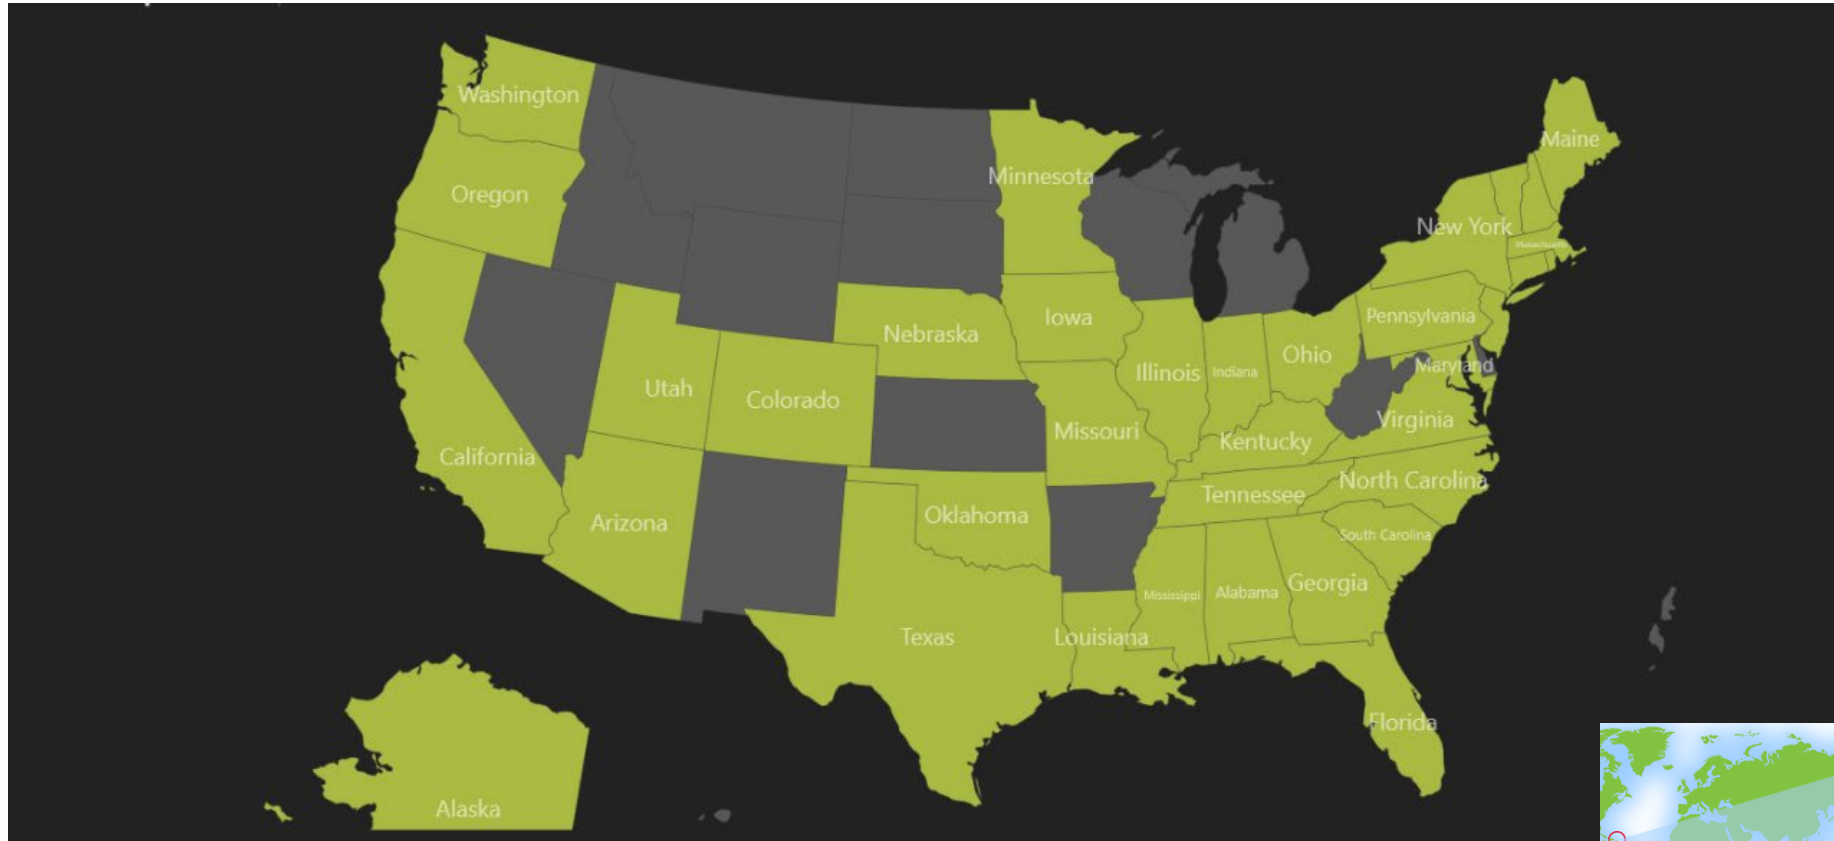 Washington
Maine
Minnesota
Oregon
New York
Massachusetts
Pennsylvania
Iowa
Nebraska
Ohio
Maryland
Illinois
Indiana
Utah
Colorado
Virginia
Missouri
Kentucky
California
North Carolina
Tennessee
Oklahoma
Arizona
South Carolina
Georgia
Mississippi
Alabama
Texas
Louisiana
Florida
Alaska